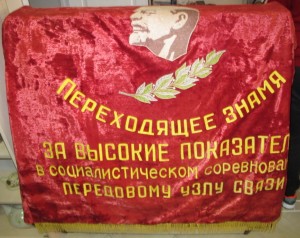 ПЕРЕХОДЯЩЕЕ ЗНАМЯ
ЗА ВЫСОКИЕ ПОКАЗАТЕЛ
В СОЦИАЛИСТИЧЕСКОМ СОРЕВНОВА
ПЕРЕДОВОМУ УЗЛУ СВЯЗИ